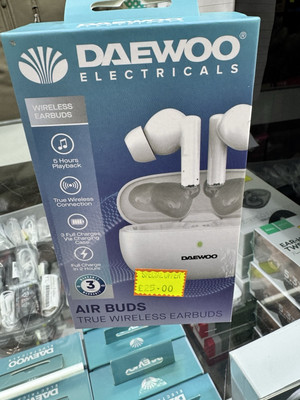 DAEWOO®
ELECTRICALS
WIRELESS
EARBUDS
5 Hours
Playback
True Wireless
Connection
3 Full Charges
Via Charging
Case
Full Charge
in 2 Hours
3
DAEWOO
£25.00
AIR BUDS
TRUE WIRELESS EARBUDS
DAEWOO